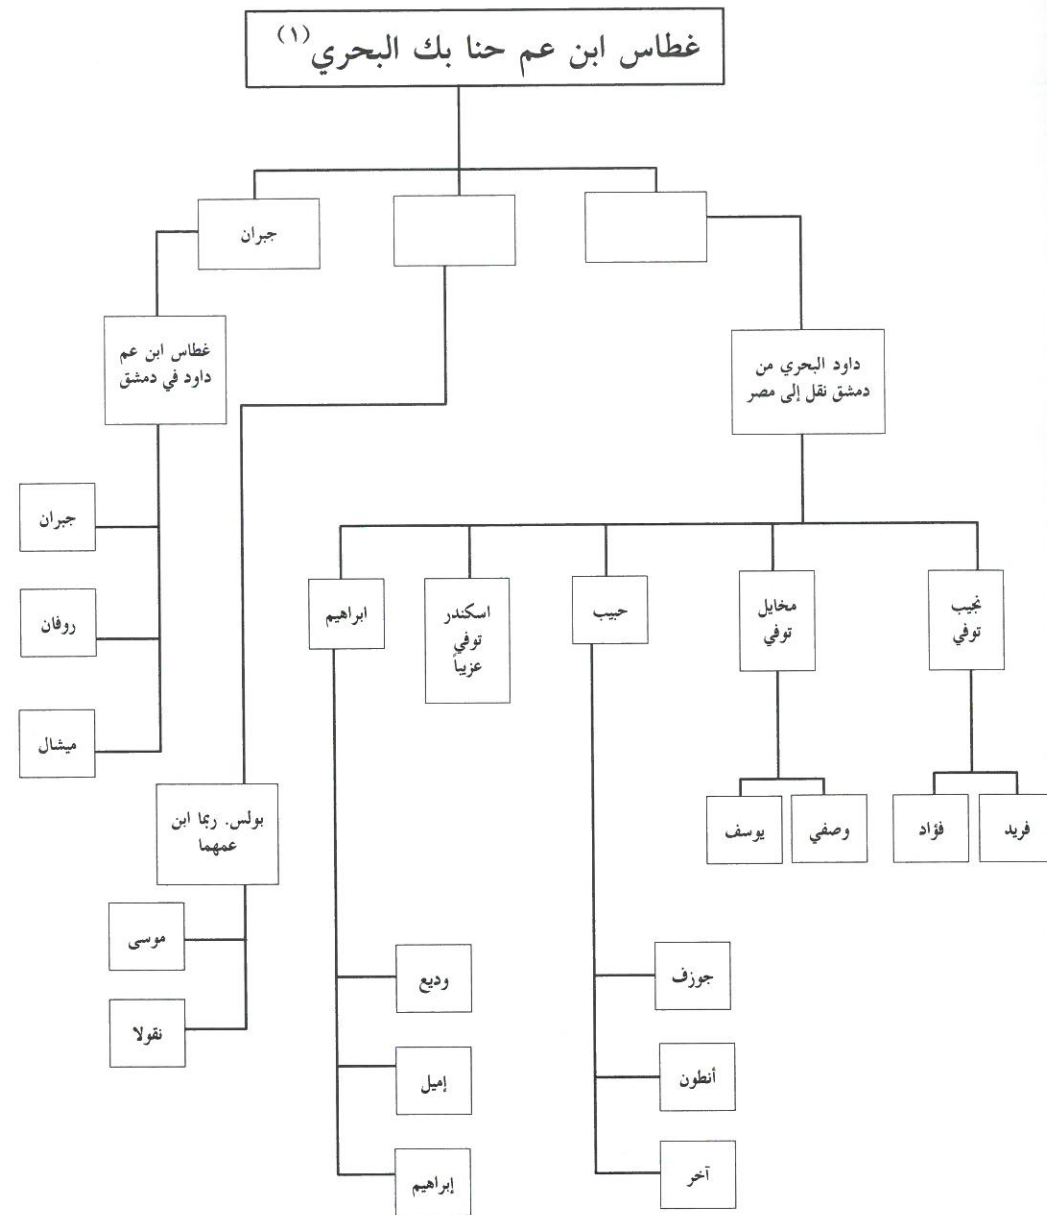 غطاس ابن عم حنا بك البحري(١)
جبران
غطاس ابن عم
داود في دمشق
داود البحري من
دمشق نقل إلى مصر
جبران
روفان
ميشال
نجيب
توفي
مخايل
توفي
حبيب
اسكندر
توفي
عزيباً
ابراهيم
فريد
فؤاد
وصفي
يوسف
بولس. ربما ابن
عمهما
موسى
نقولا
جوزف
أنطون
آخر
وديع
إميل
إبراهيم